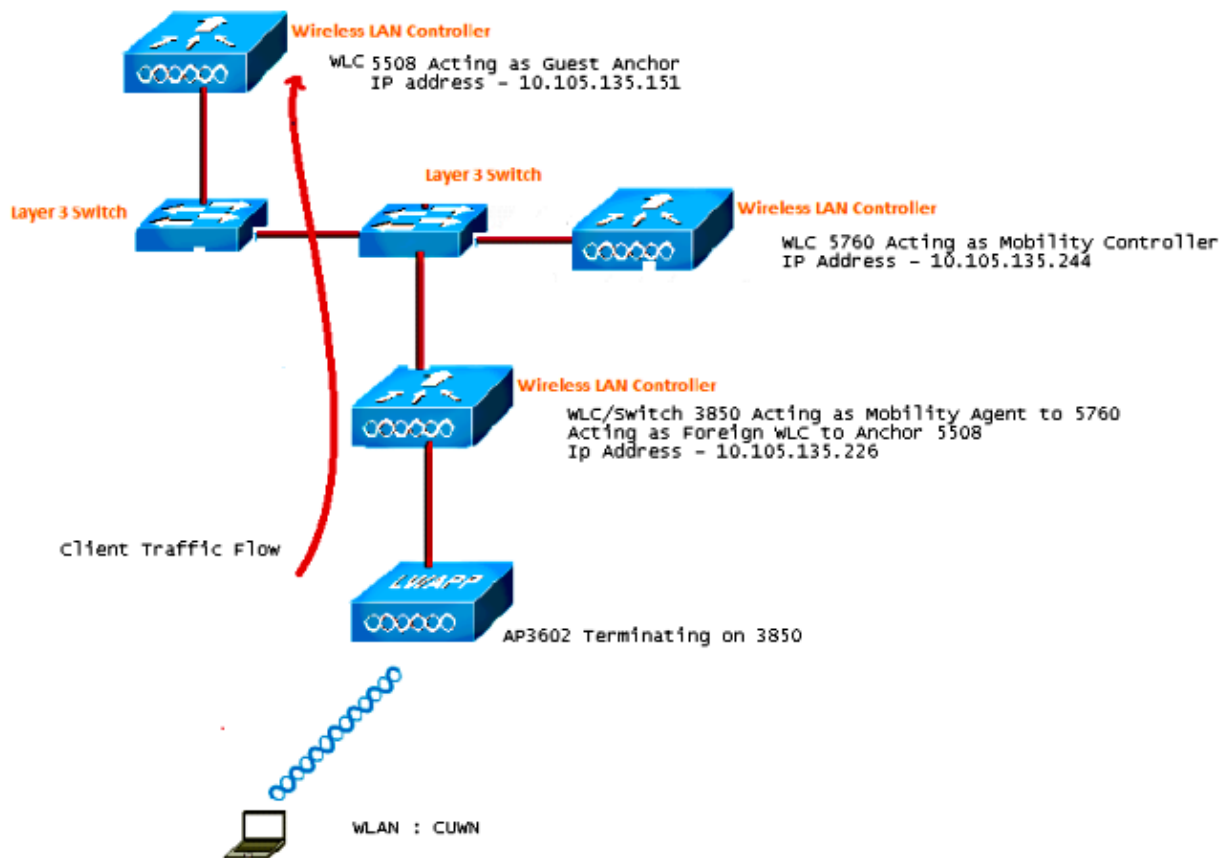 Wireless LAN Controller
WLC 5508 Acting as Guest Anchor
IP address - 10.105.135.151
Layer 3 Switch
Layer 3 Switch
Wireless LAN Controller
WLC 5760 Acting as Mobility Controller
IP Address - 10.105.135.244
Wireless LAN Controller
WLC/Switch 3850 Acting as Mobility Agent to 5760
Acting as Foreign WLC to Anchor 5508
Ip Address - 10.105.135.226
Client Traffic Flow
LWAPP
AP3602 Terminating on 3850
WLAN : CUWN